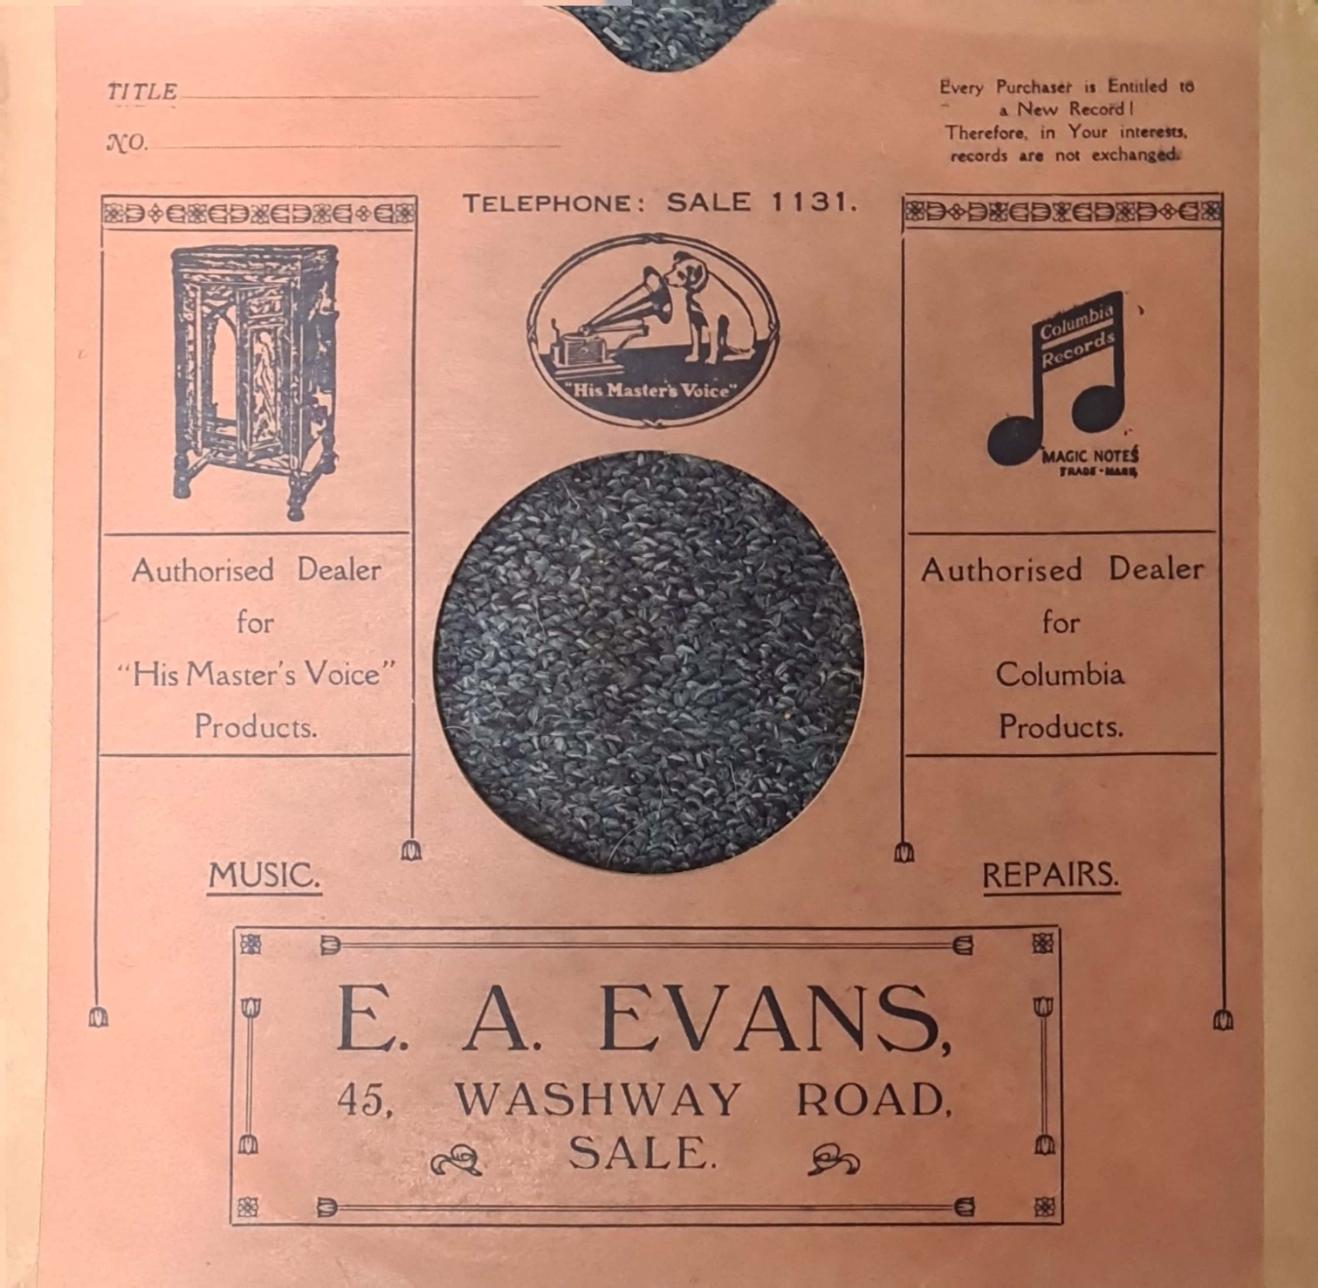 TITLE
NO.
Every Purchaser is Entitled to
a New Record!
Therefore, in Your interests,
records are not exchanged.
TELEPHONE: SALE 1131.
"His Master's Voice"
Columbia
Records
MAGIC NOTES
TRADE-MARK
Authorised Dealer
for
"His Master's Voice"
Products.
Authorised Dealer
for
Columbia
Products.
MUSIC.
REPAIRS.
E. A. EVANS,
45, WASHWAY ROAD,
SALE.